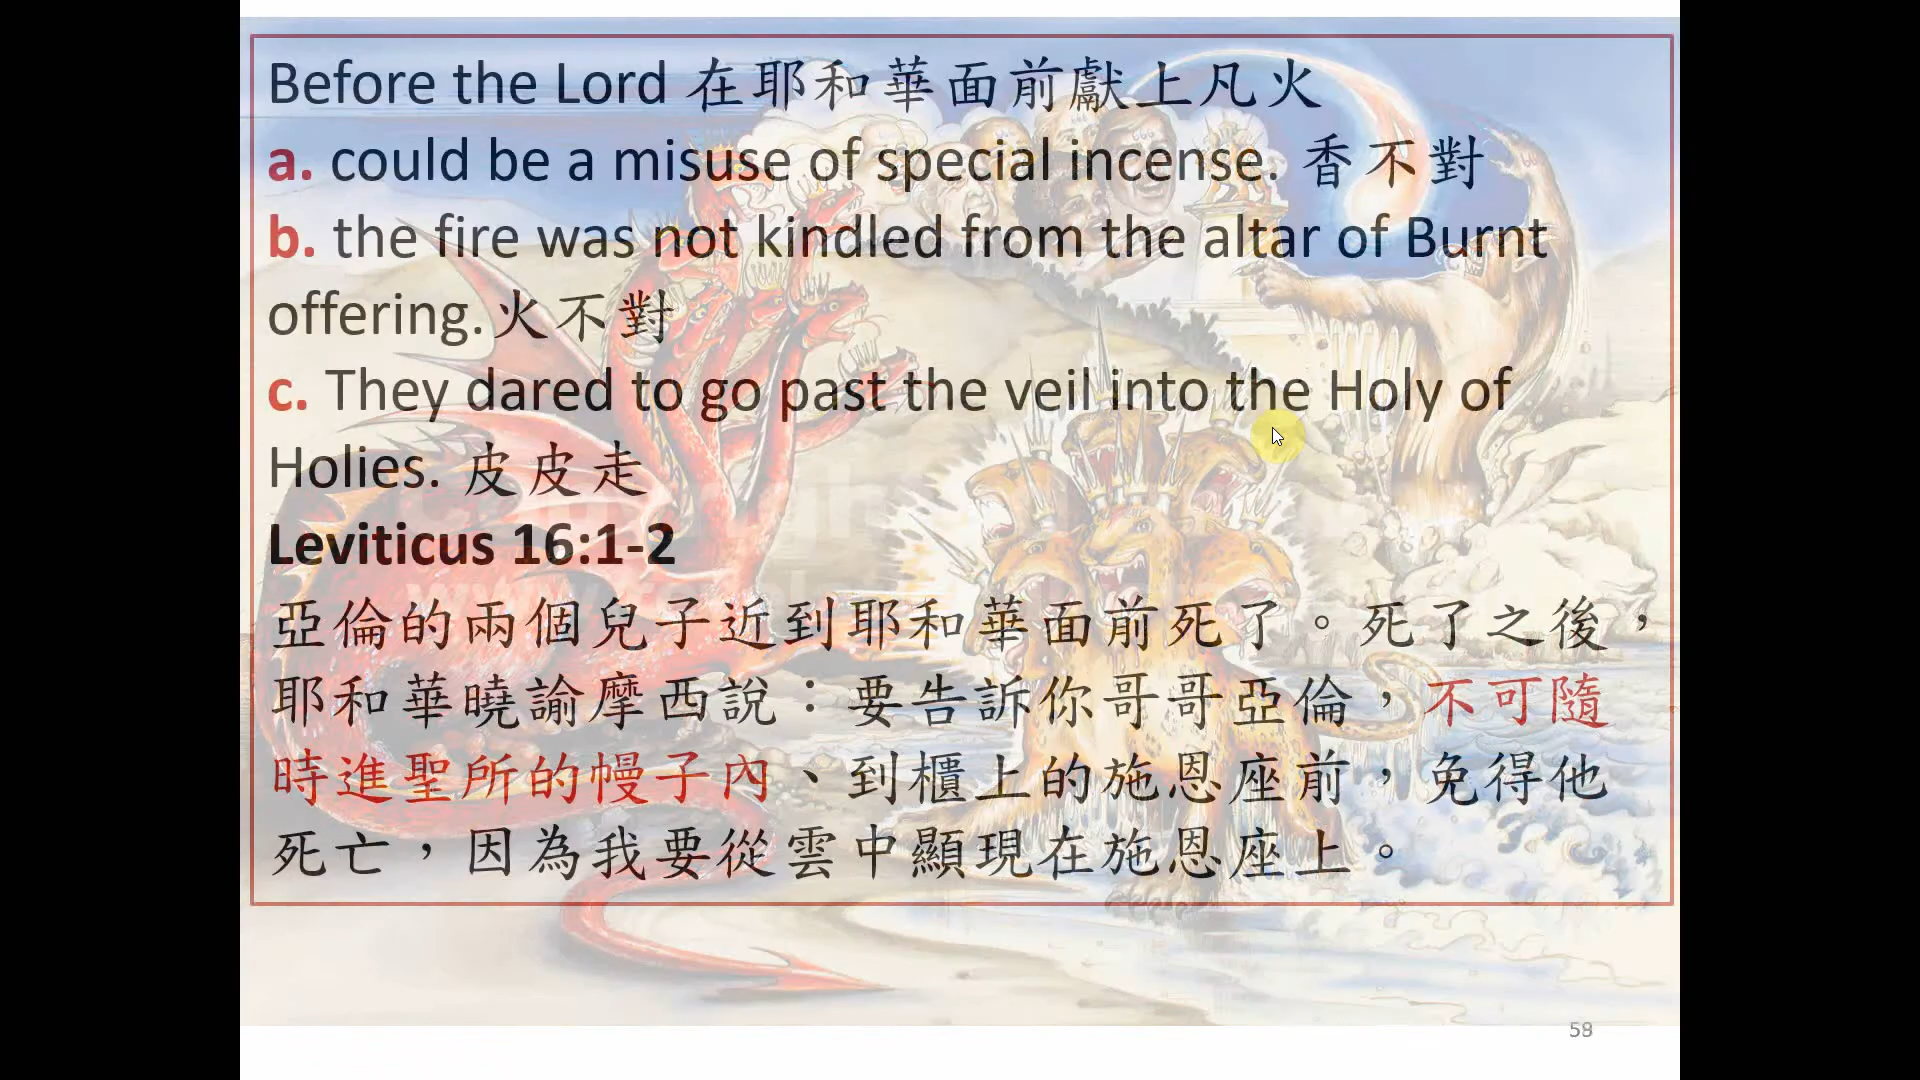 Before the Lord 在耶和華面前獻上凡火
a. could be a misuse of special incense. 香不對
b. the fire was not kindled from the altar of Burnt
offering.火不對
c. They dared to go past the veil into the Holy of
Holies. 皮皮走
Leviticus 16:1-2
亞倫的兩個兒子近到耶和華面前死了。死了之後，
耶和華曉諭摩西說：要告訴你哥哥亞倫，不可隨
時進聖所的幔子內、到櫃上的施恩座前，免得他
死亡，因為我要從雲中顯現在施恩座上。